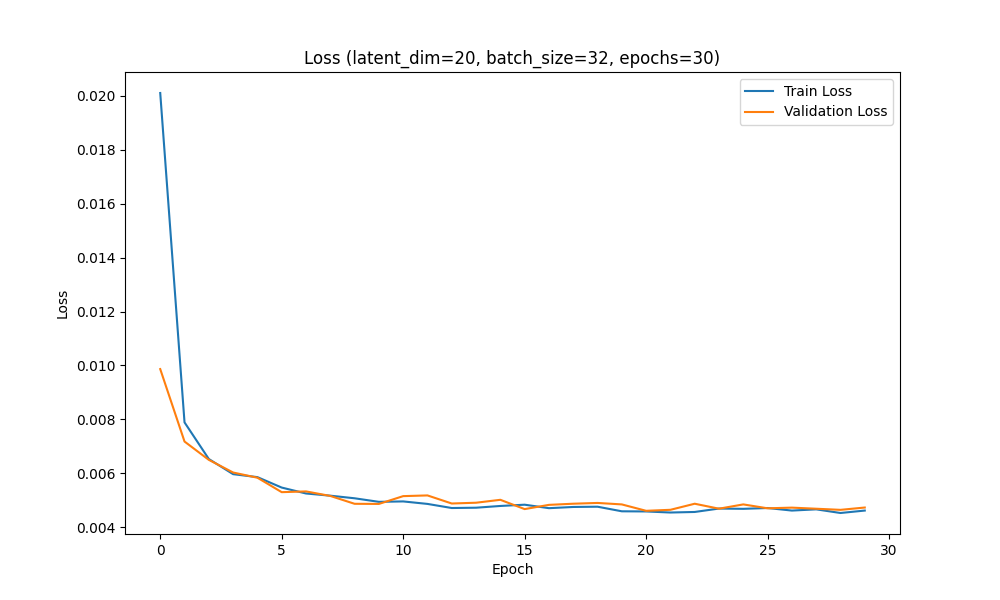 Loss (latent_dim=20, batch_size=32, epochs=30)
Train Loss
Validation Loss
0.020
0.018
0.016
0.014
0.012
0.010
0.008
0.006
0.004
Loss
0 5 10 15 20 25 30
Epoch